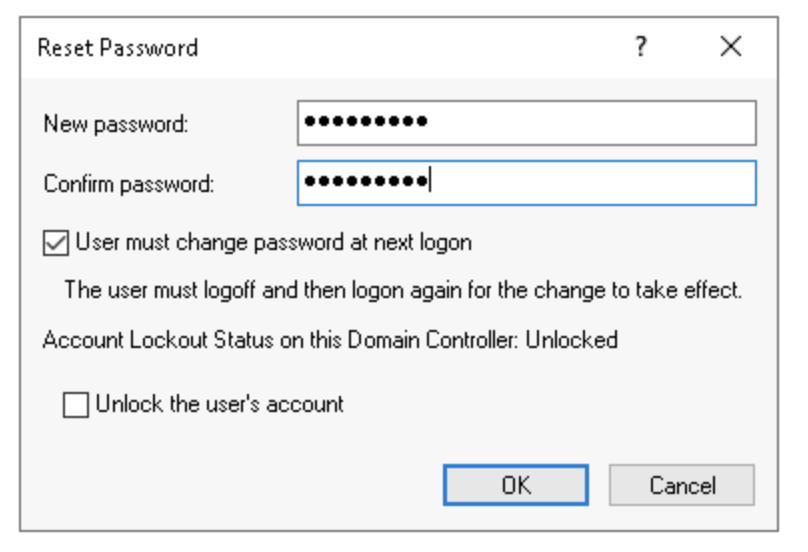 Reset Password
?
New password: •••••••••
Confirm password: •••••••••
User must change password at next logon
The user must logoff and then logon again for the change to take effect.
Account Lockout Status on this Domain Controller: Unlocked
Unlock the user's account
OK Cancel